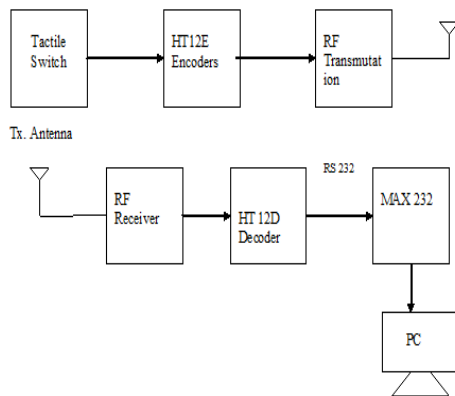 Tactile
Switch
HT12E
Encoders
RF
Transmutat
ion
Tx. Antenna
RF
Receiver
HT 12D
Decoder
RS 232
MAX 232
PC